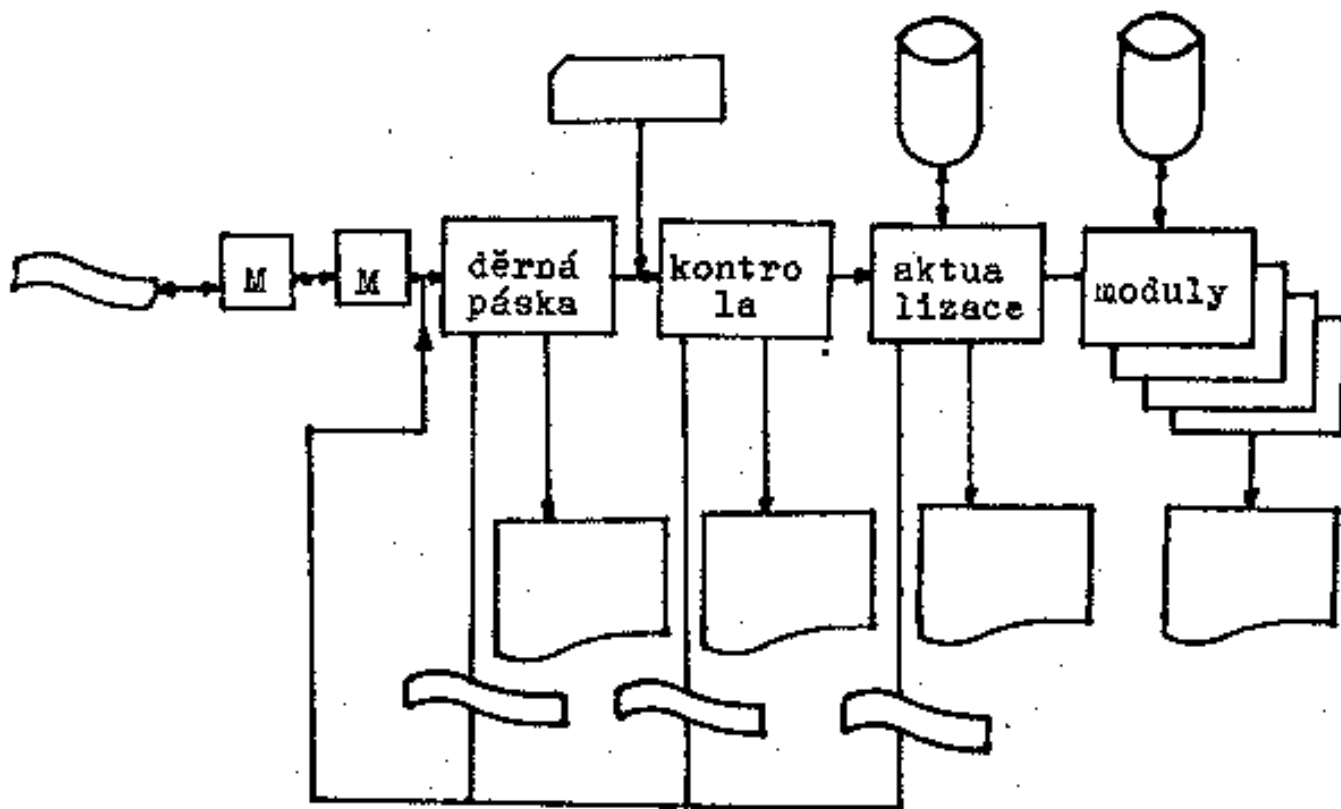 M
M
děrná
páska
kontro
la
aktua
lizace
moduly